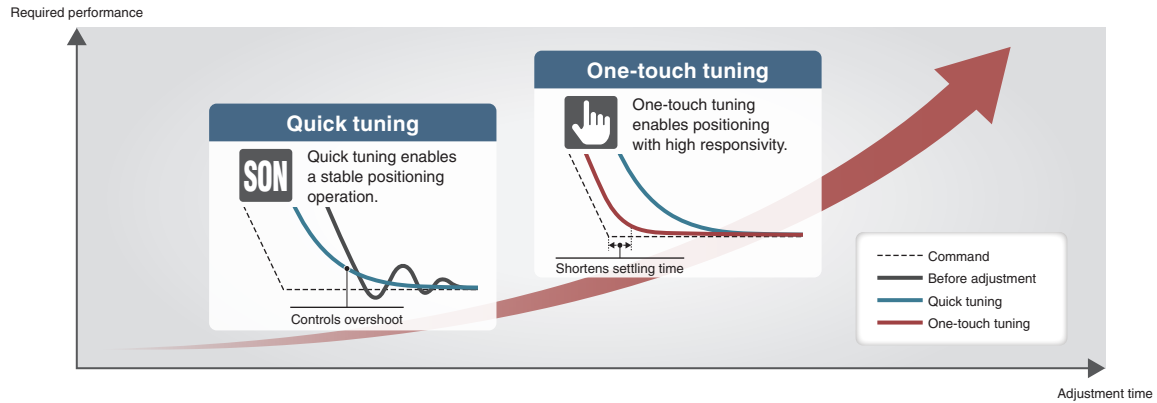 Required performance
Quick tuning
SON
Quick tuning enables
a stable positioning
operation.
Controls overshoot
One-touch tuning
One-touch tuning
enables positioning
with high responsivity.
Shortens settling time
Command
Before adjustment
Quick tuning
One-touch tuning
Adjustment time